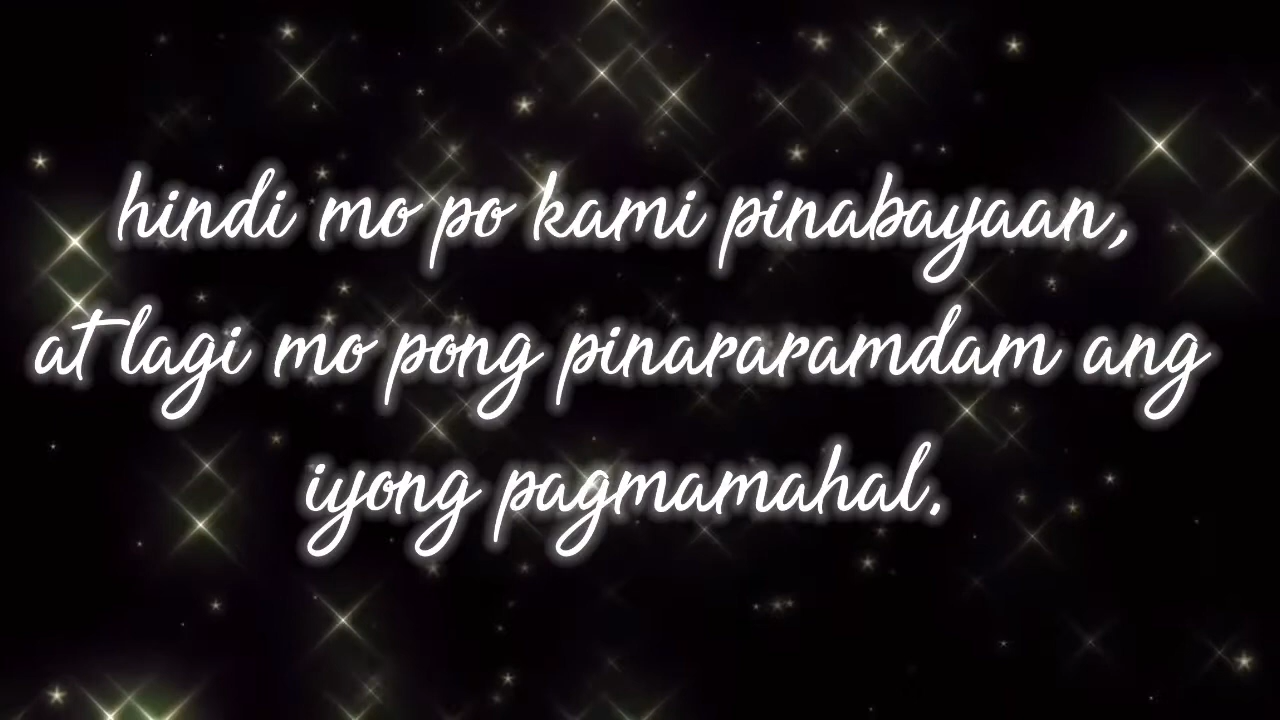 hindi mo po kami pinabayaan,
at lagi mo pong pinararamdam ang
iyong pagmamahal.